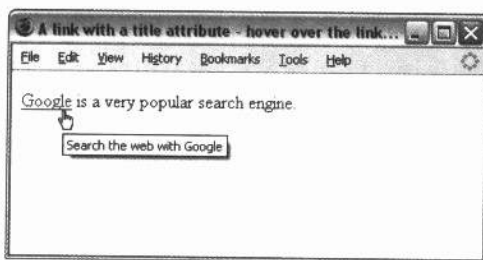 A link with a title attribute - hover over the link...
File Edit View History Bookmarks Tools Help
Google is a very popular search engine.
Search the web with Google